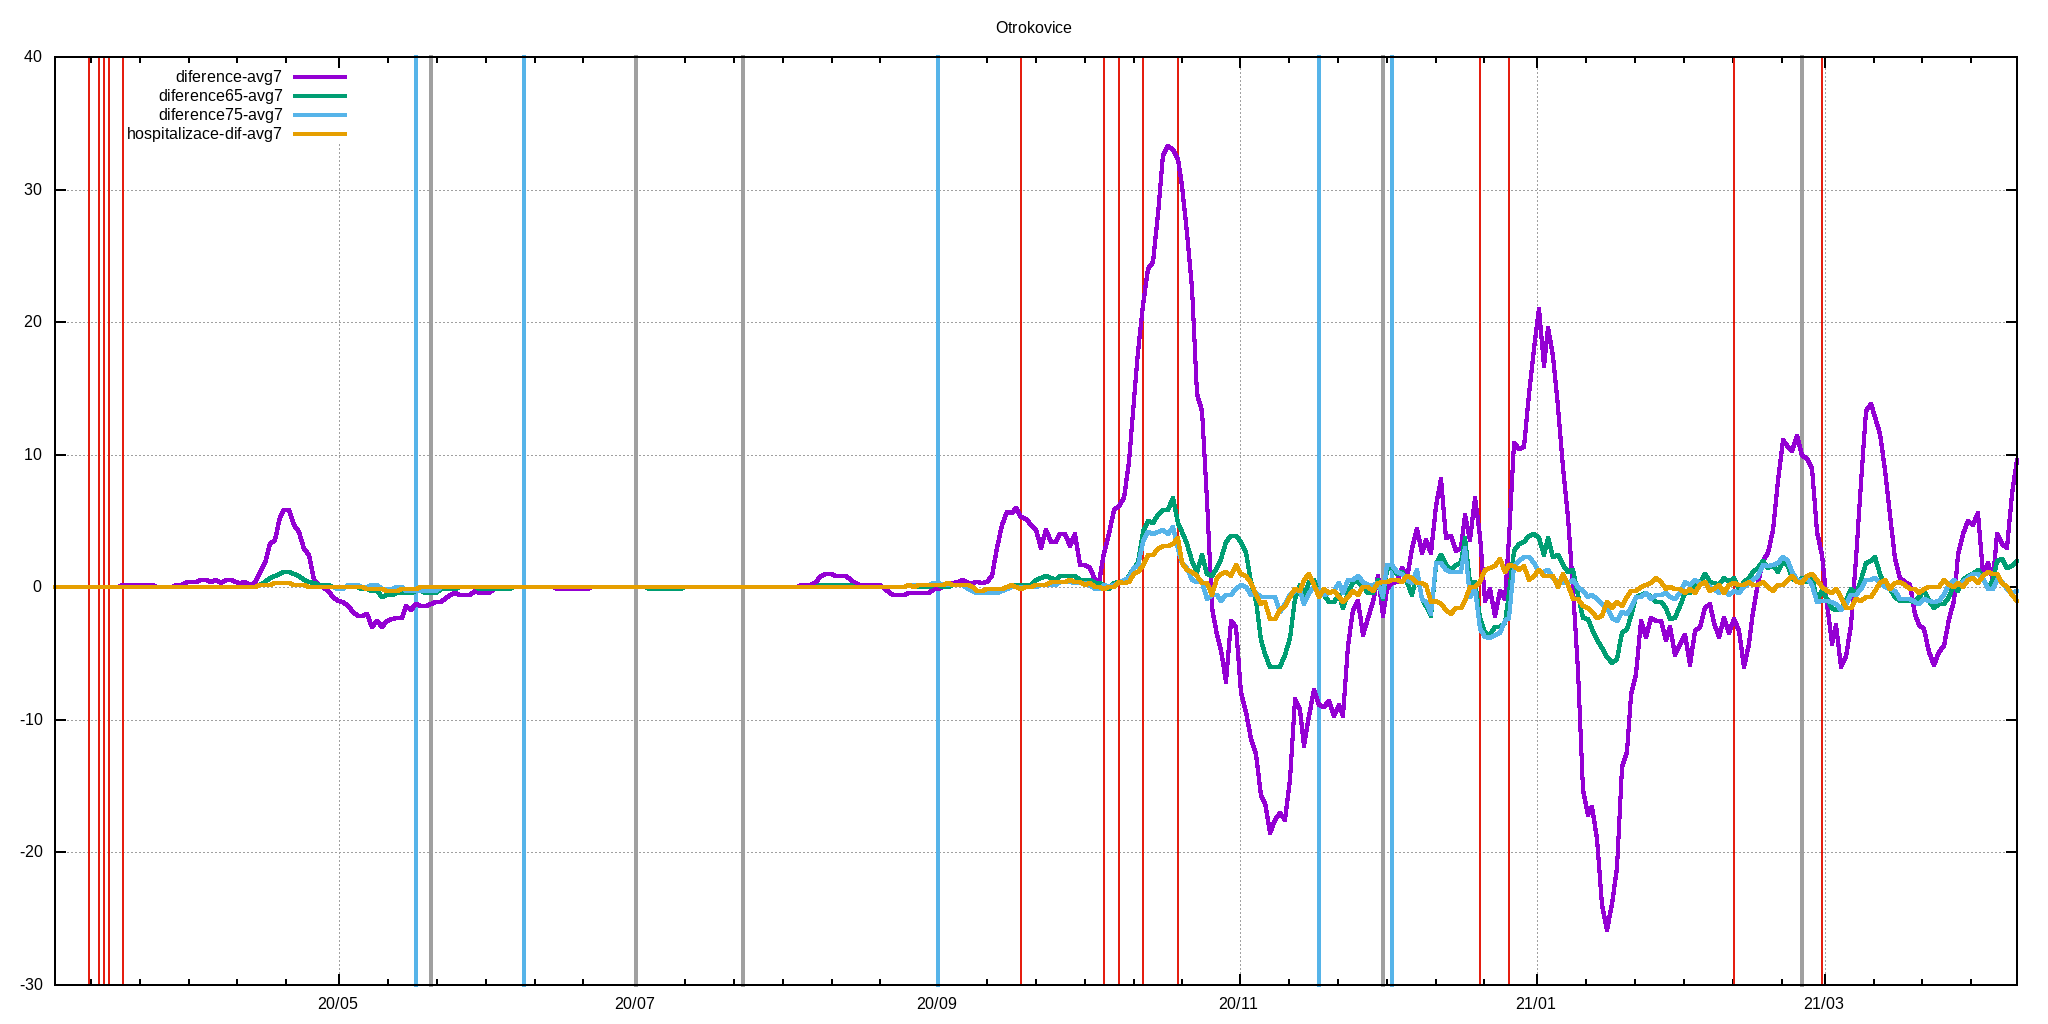 Otrokovice
40
diference-avg7
diference65-avg7
diference75-avg7
hospitalizace-dif-avg7
30
20
10
0
-10
-20
-30
20/05 20/07 20/09 20/11 21/01 21/03